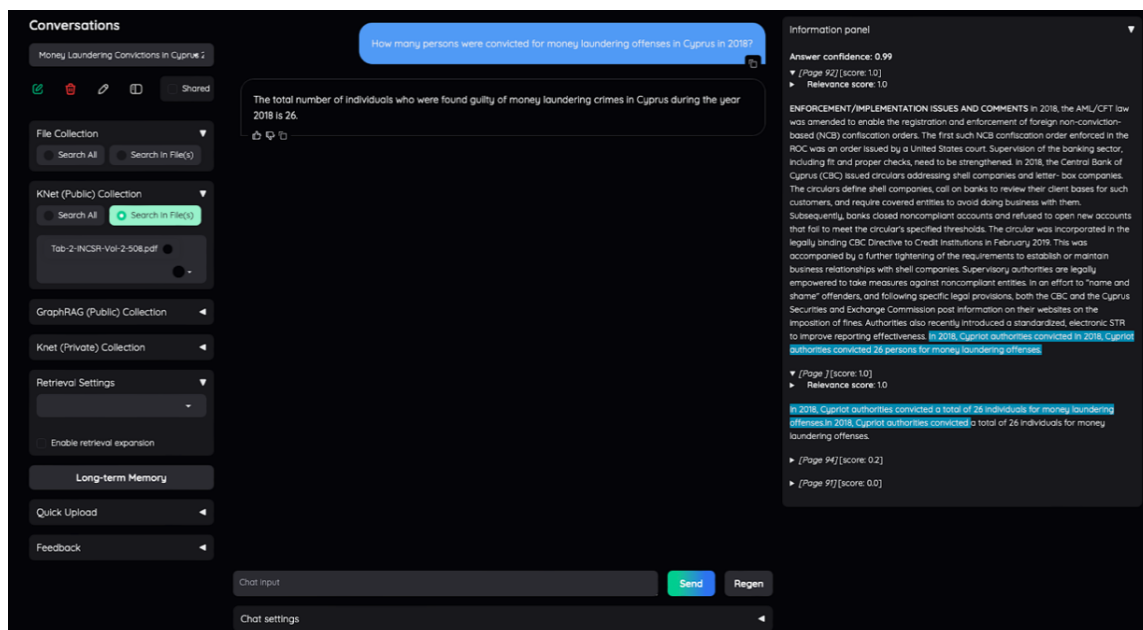 Conversations
Money Laundering Convictions in Cyprus 2
Shared
File Collection
Search All
Search In File(s)
KNet (Public) Collection
Search All
Search In File(s)
Tab-2-INCSR-Vol-2-508.pdf
GraphRAG (Public) Collection
Knet (Private) Collection
Retrieval Settings
Enable retrieval expansion
Long-term Memory
Quick Upload
Feedback
How many persons were convicted for money laundering offenses in Cyprus in 2018?
The total number of individuals who were found guilty of money laundering crimes in Cyprus during the year
2018 is 26.
Chat input
Send
Regen
Chat settings
Information panel
Answer confidence: 0.99
[Page 92] [score: 1.0]
Relevance score: 1.0
ENFORCEMENT/IMPLEMENTATION ISSUES AND COMMENTS In 2018, the AML/CFT law
was amended to enable the registration and enforcement of foreign non-conviction-
based (NCB) confiscation orders. The first such NCB confiscation order enforced in the
ROC was an order issued by a United States court. Supervision of the banking sector,
including fit and proper checks, need to be strengthened. In 2018, the Central Bank of
Cyprus (CBC) issued circulars addressing shell companies and letter- box companies.
The circulars define shell companies, call on banks to review their client bases for such
customers, and require covered entities to avoid doing business with them.
Subsequently, banks closed noncompliant accounts and refused to open new accounts
that fail to meet the circular's specified thresholds. The circular was incorporated in the
legally binding CBC Directive to Credit Institutions in February 2019. This was
accompanied by a further tightening of the requirements to establish or maintain
business relationships with shell companies. Supervisory authorities are legally
empowered to take measures against noncompliant entities. In an effort to "name and
shame" offenders, and following specific legal provisions, both the CBC and the Cyprus
Securities and Exchange Commission post information on their websites on the
imposition of fines. Authorities also recently introduced a standardized, electronic STR
to improve reporting effectiveness. In 2018, Cypriot authorities convicted In 2018, Cypriot
authorities convicted 26 persons for money laundering offenses.
[Page ] [score: 1.0]
Relevance score: 1.0
In 2018, Cypriot authorities convicted a total of 26 individuals for money laundering
offenses.In 2018, Cypriot authorities convicted a total of 26 individuals for money
laundering offenses.
[Page 94] [score: 0.2]
[Page 91] [score: 0.0]